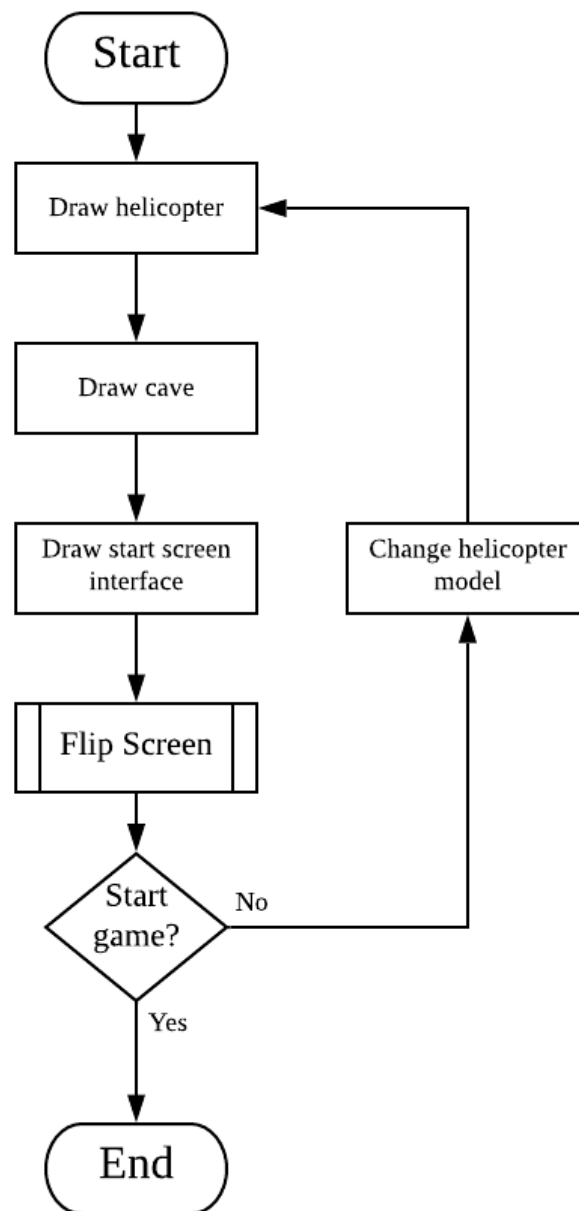 Start
Draw helicopter
Draw cave
Draw start screen
interface
Change helicopter
model
Flip Screen
Start
game?
No
Yes
End